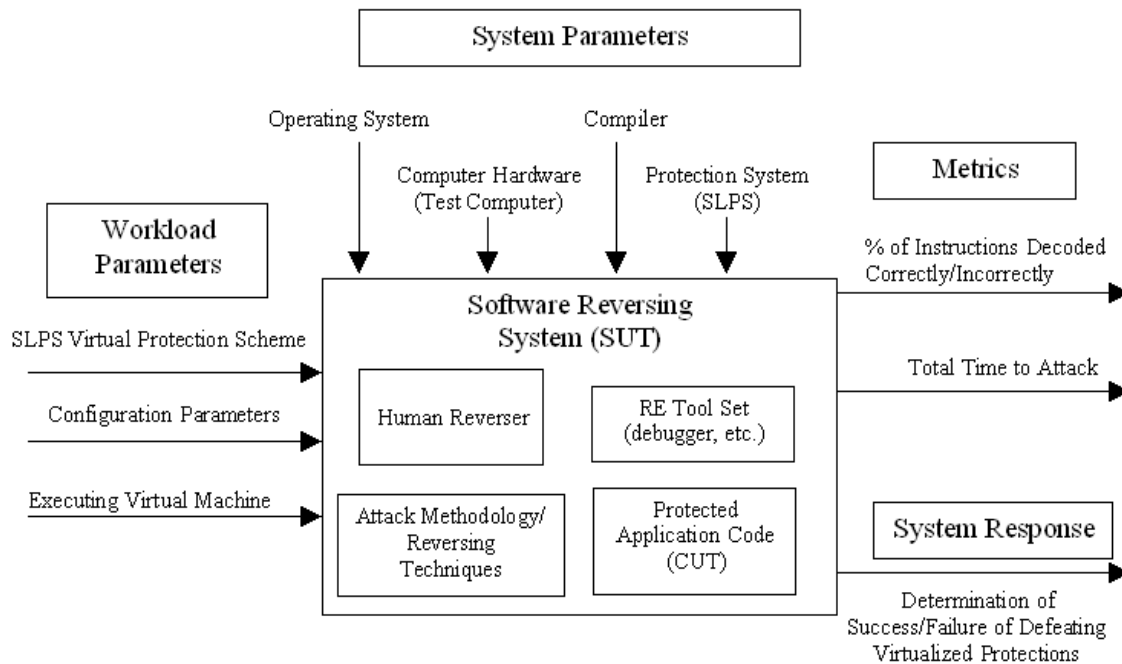 System Parameters
Operating System
Compiler
Computer Hardware
(Test Computer)
Protection System
(SLPS)
Metrics
Workload
Parameters
% of Instructions Decoded
Correctly/Incorrectly
Software Reversing
System (SUT)
SLPS Virtual Protection Scheme
Total Time to Attack
Configuration Parameters
Human Reverser
RE Tool Set
(debugger, etc.)
Executing Virtual Machine
Attack Methodology/
Reversing
Techniques
Protected
Application Code
(CUT)
System Response
Determination of
Success/Failure of Defeating
Virtualized Protections